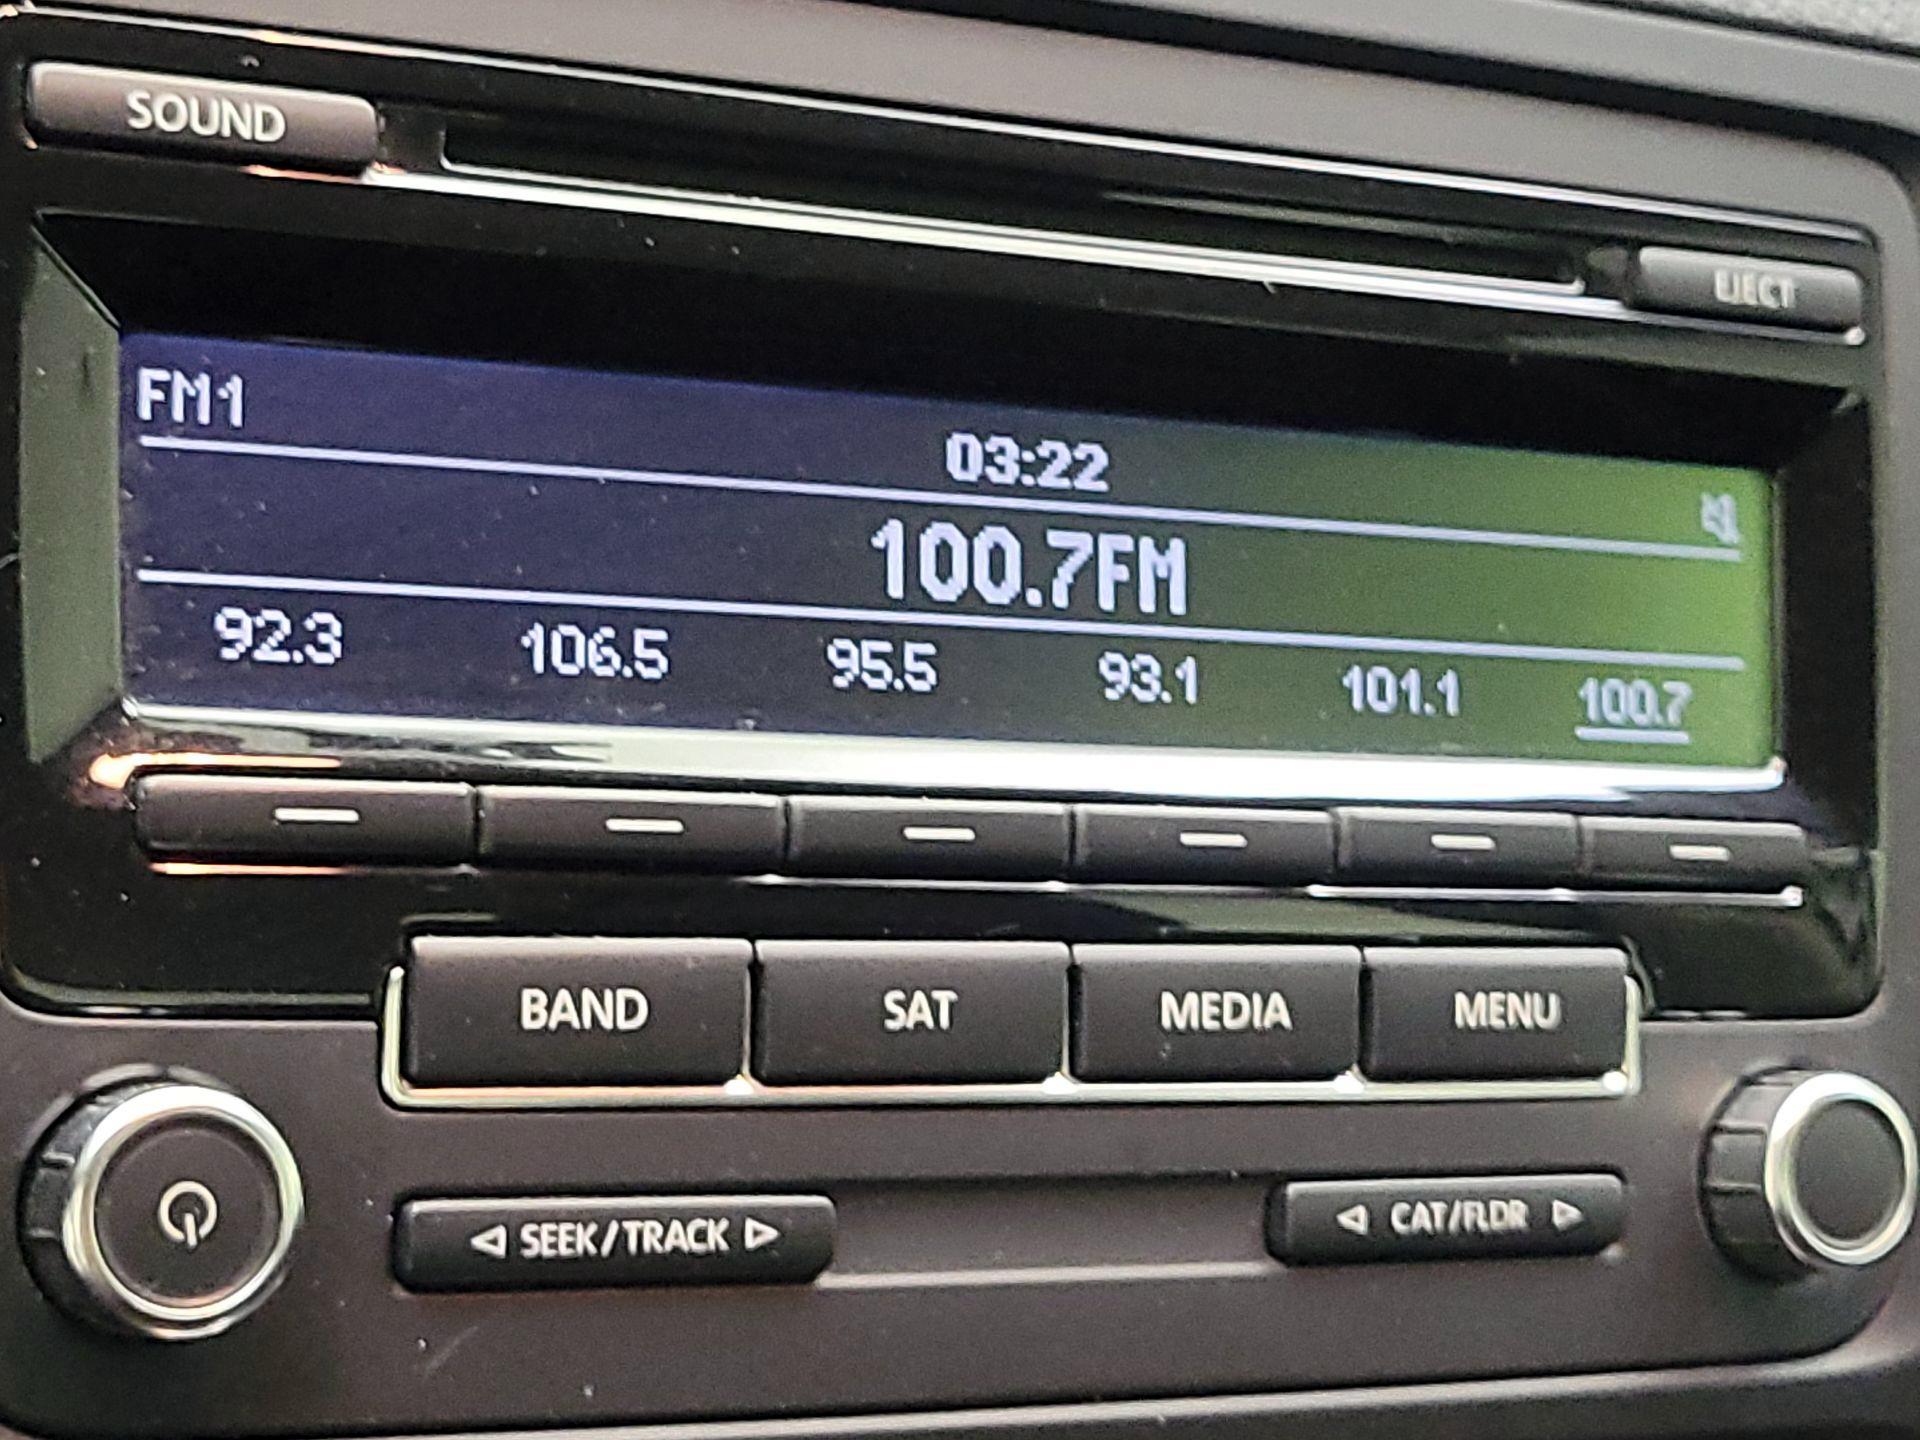 SOUND
EJECT
FM1
03:22
100.7FM
92.3 106.5 95.5 93.1 101.1 100.7
BAND SAT MEDIA MENU
SEEK/TRACK CAT/FLDR